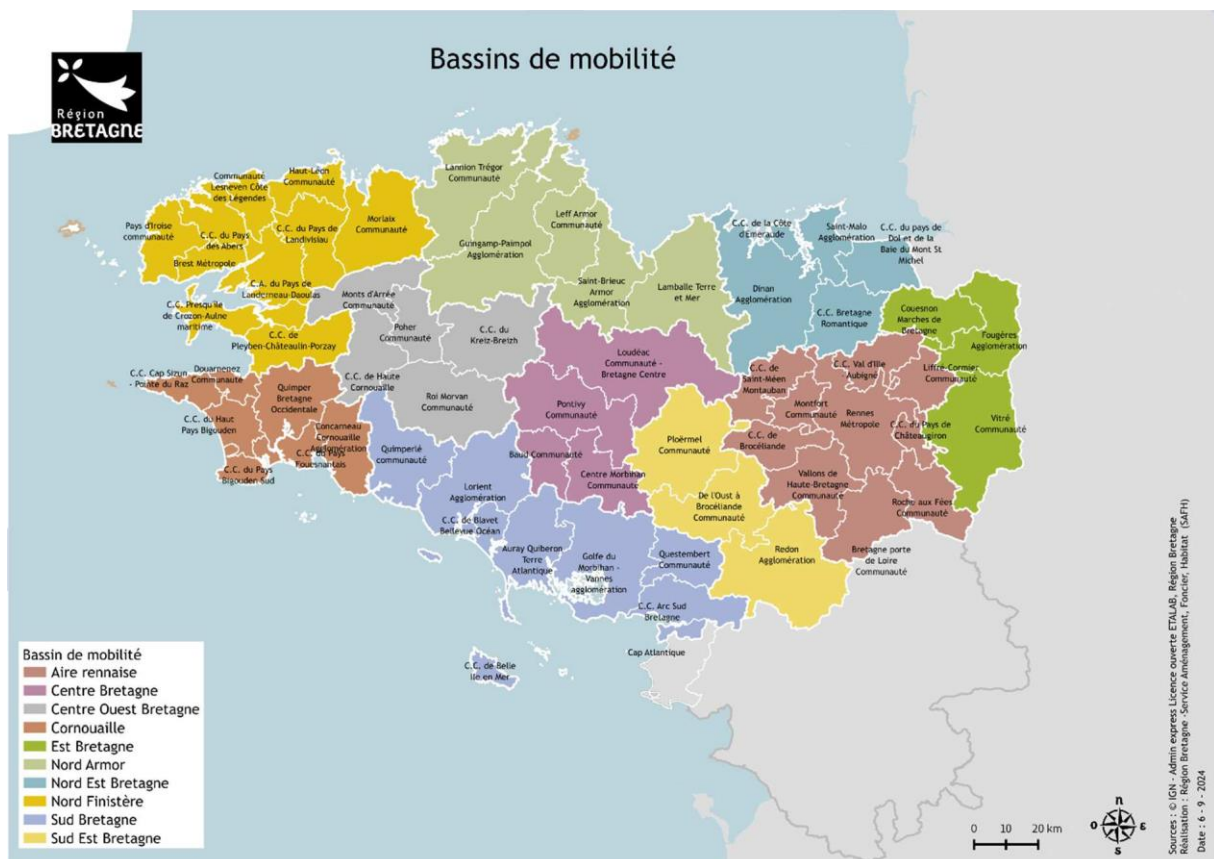 Bassins de mobilité
Région
BRETAGNE
Lannion Trégor
Communauté
Haut-Léon
Communauté
Communauté
Lesneven Côte
des Légendes
Morlaix
Communauté
Leff Armor
Communauté
Pays d'Iroise
communauté
C.C. du Pays
des Abers
C.C. du Pays de
Landivisiau
Guingamp-Paimpol
Agglomération
C.C. de la Côte
d'Emeraude
Saint-Malo
Agglomération
C.C. du pays de
Dol et de la
Baie du Mont St
Michel
Brest Métropole
C.A. du Pays de
Landerneau-Daoulas
Monts d'Arrée
Communauté
Saint-Brieuc
Armor
Agglomération
Lamballe Terre
et Mer
Dinan
Agglomération
C.C. Bretagne
Romantique
Couesnon
Marches de
Bretagne
Fougères
Agglomération
C.C. Presqu'île
de Crozon-Aulne
maritime
C.C. de
Pleyben-Châteaulin-Porzay
Poher
Communauté
C.C. du
Kreiz-Breizh
Loudéac
Communauté -
Bretagne Centre
C.C. de
Saint-Méen
Montauban
C.C. Val d'Ille
Aubigné
Liffré-Cormier
Communauté
C.C. Cap Sizun
- Pointe du Raz
Douarnenez
Communauté
C.C. de Haute
Cornouaille
Quimper
Bretagne
Occidentale
Roi Morvan
Communauté
Pontivy
Communauté
Montfort
Communauté
Rennes
Métropole
C.C. du Pays de
Châteaugiron
Vitré
Communauté
C.C. du Haut
Pays Bigouden
Concarneau
Cornouaille
Agglomération
C.C. du Pays
Fouesnantais
C.C. du Pays
Bigouden Sud
Quimperlé
communauté
Baud Communauté
Centre Morbihan
Communauté
Ploërmel
Communauté
C.C. de
Brocéliande
Vallons de
Haute-Bretagne
Communauté
Roche aux Fées
Communauté
Lorient
Agglomération
C.C. de Blavet
Bellevue Océan
De l'Oust à
Brocéliande
Communauté
Auray Quiberon
Terre
Atlantique
Golfe du
Morbihan -
Vannes
agglomération
Questembert
Communauté
Redon
Agglomération
Bretagne porte
de Loire
Communauté
C.C. Arc Sud
Bretagne
Cap Atlantique
C.C. de Belle
Ile en Mer
Bassin de mobilité
Aire rennaise
Centre Bretagne
Centre Ouest Bretagne
Cornouaille
Est Bretagne
Nord Armor
Nord Est Bretagne
Nord Finistère
Sud Bretagne
Sud Est Bretagne
0 10 20 km
n
o ε
s
Sources : © IGN - Admin express Licence ouverte ETALAB, Région Bretagne
Réalisation : Région Bretagne -Service Aménagement, Foncier, Habitat (SAFH)
Date : 6 - 9 - 2024